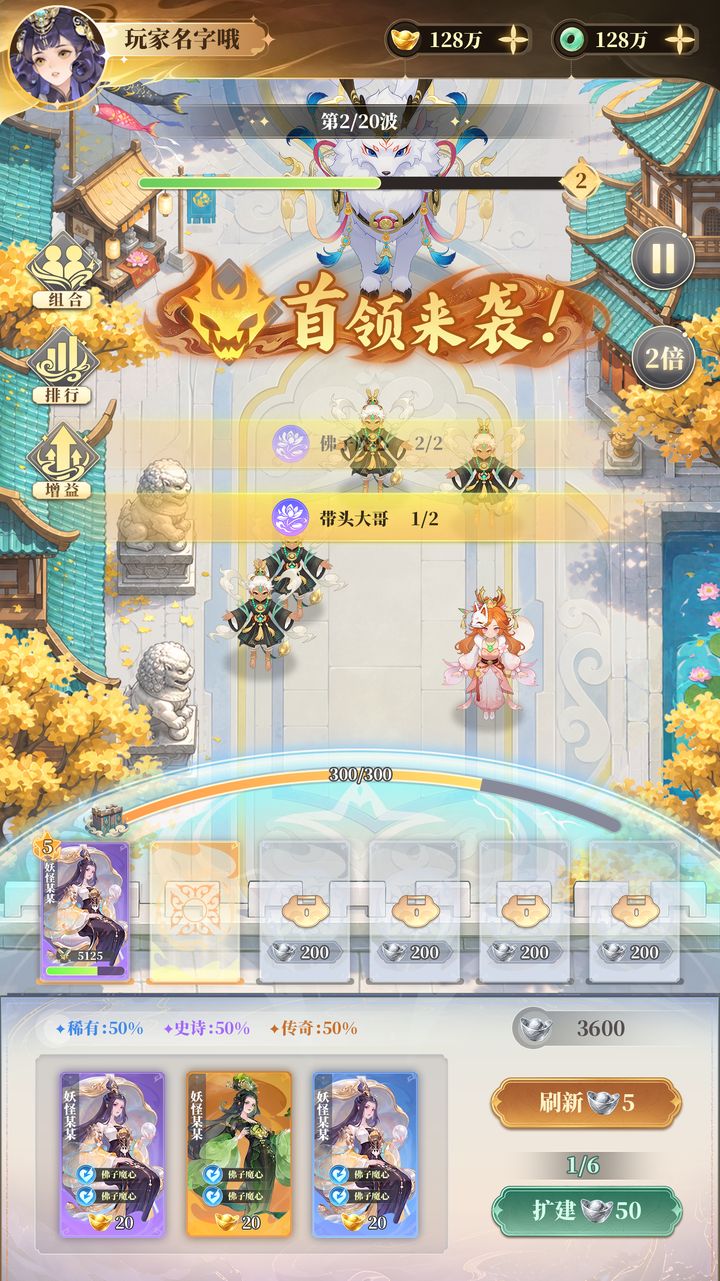 玩家名字哦
128万
128万
第2/20波
2
组合
首领来袭!
2倍
排行
佛 2/2
增益
带头大哥 1/2
300/300
5
妖怪某某
5125
200
200
200
200
稀有:50% 史诗:50% 传奇:50%
3600
妖怪某某
佛子魔心
佛子魔心
20
妖怪某某
佛子魔心
佛子魔心
20
妖怪某某
佛子魔心
佛子魔心
20
刷新 5
1/6
扩建 50